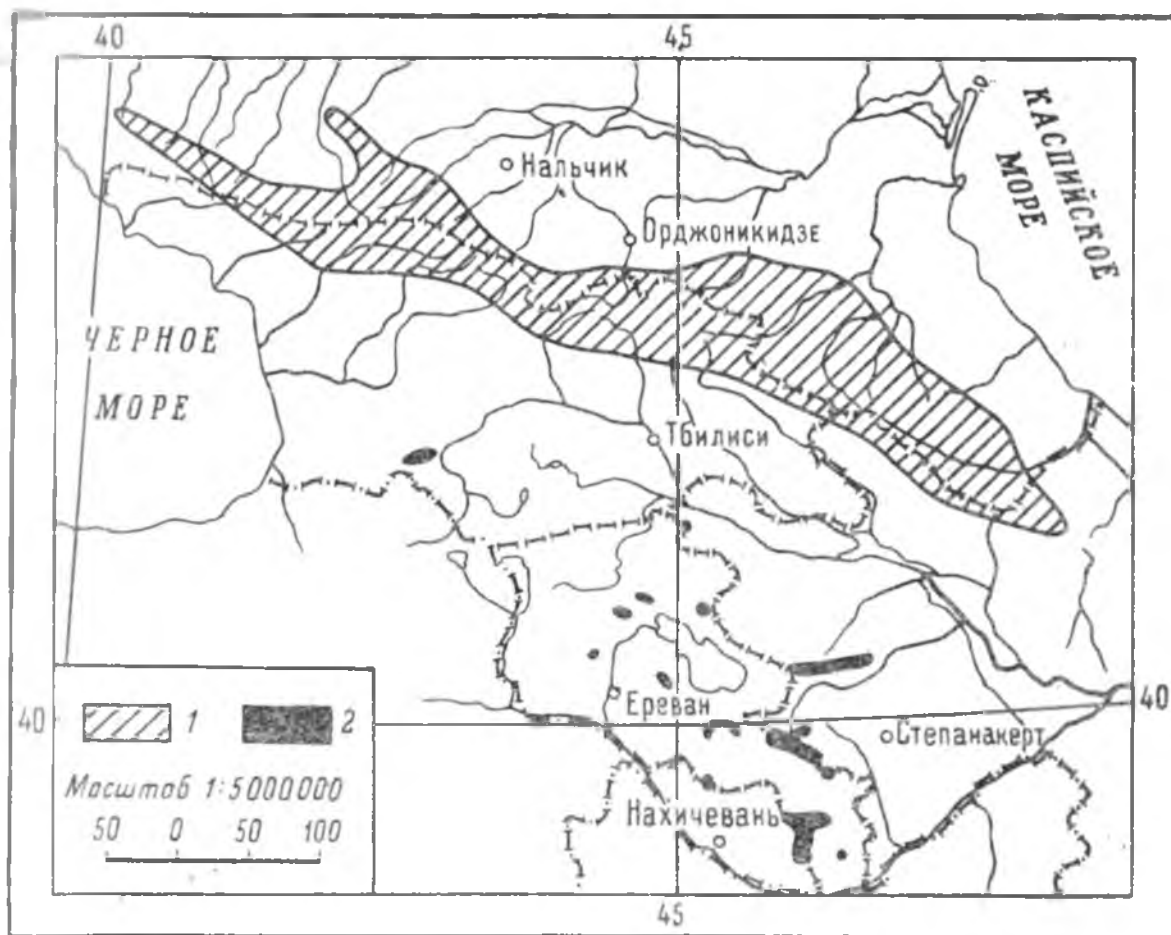 40 45
КАСПИЙСКОЕ
МОРЕ
Нальчик
Орджоникидзе
ЧЕРНОЕ
МОРЕ
Тбилиси
Ереван
40 40
Степанакерт
Нахичевань
1 2
Масштаб 1:5000000
50 0 50 100
45